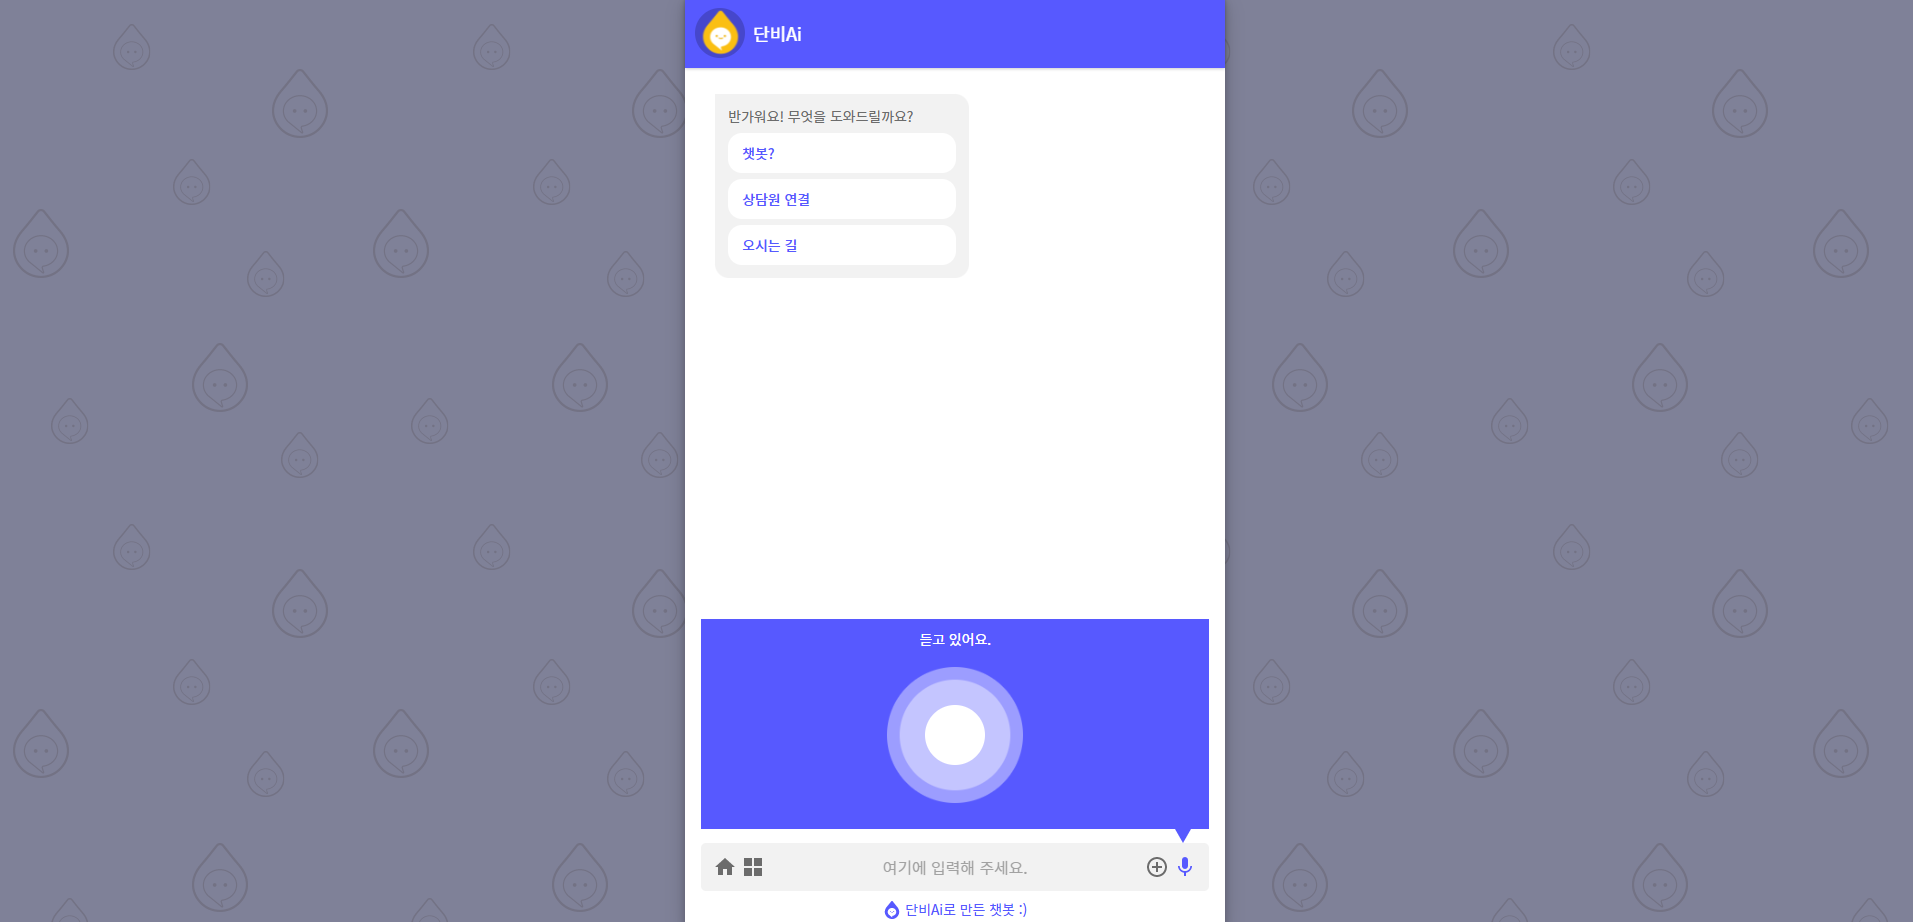 단비Ai
반가워요! 무엇을 도와드릴까요?
챗봇?
상담원 연결
오시는 길
듣고 있어요.
여기에 입력해 주세요.
단비Ai로 만든 챗봇 :)